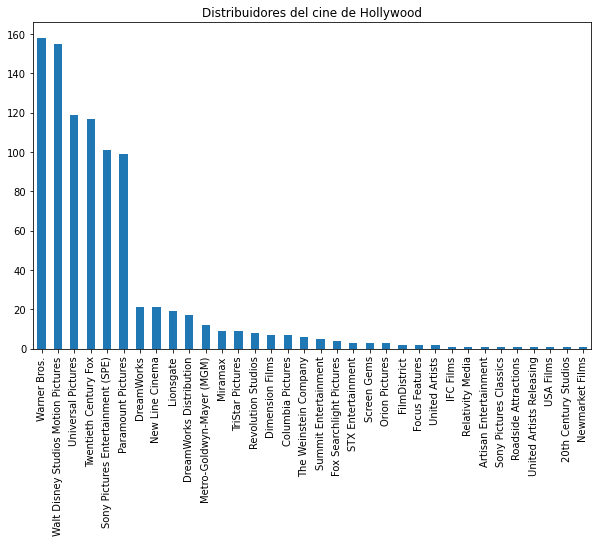 Distribuidores del cine de Hollywood
160
140
120
100
80
60
40
20
0
Warner Bros.
Walt Disney Studios Motion Pictures
Universal Pictures
Twentieth Century Fox
Sony Pictures Entertainment (SPE)
Paramount Pictures
DreamWorks
New Line Cinema
Lionsgate
DreamWorks Distribution
Metro-Goldwyn-Mayer (MGM)
Miramax
TriStar Pictures
Revolution Studios
Dimension Films
Columbia Pictures
The Weinstein Company
Summit Entertainment
Fox Searchlight Pictures
STX Entertainment
Screen Gems
Orion Pictures
FilmDistrict
Focus Features
United Artists
IFC Films
Relativity Media
Artisan Entertainment
Sony Pictures Classics
Roadside Attractions
United Artists Releasing
USA Films
20th Century Studios
Newmarket Films